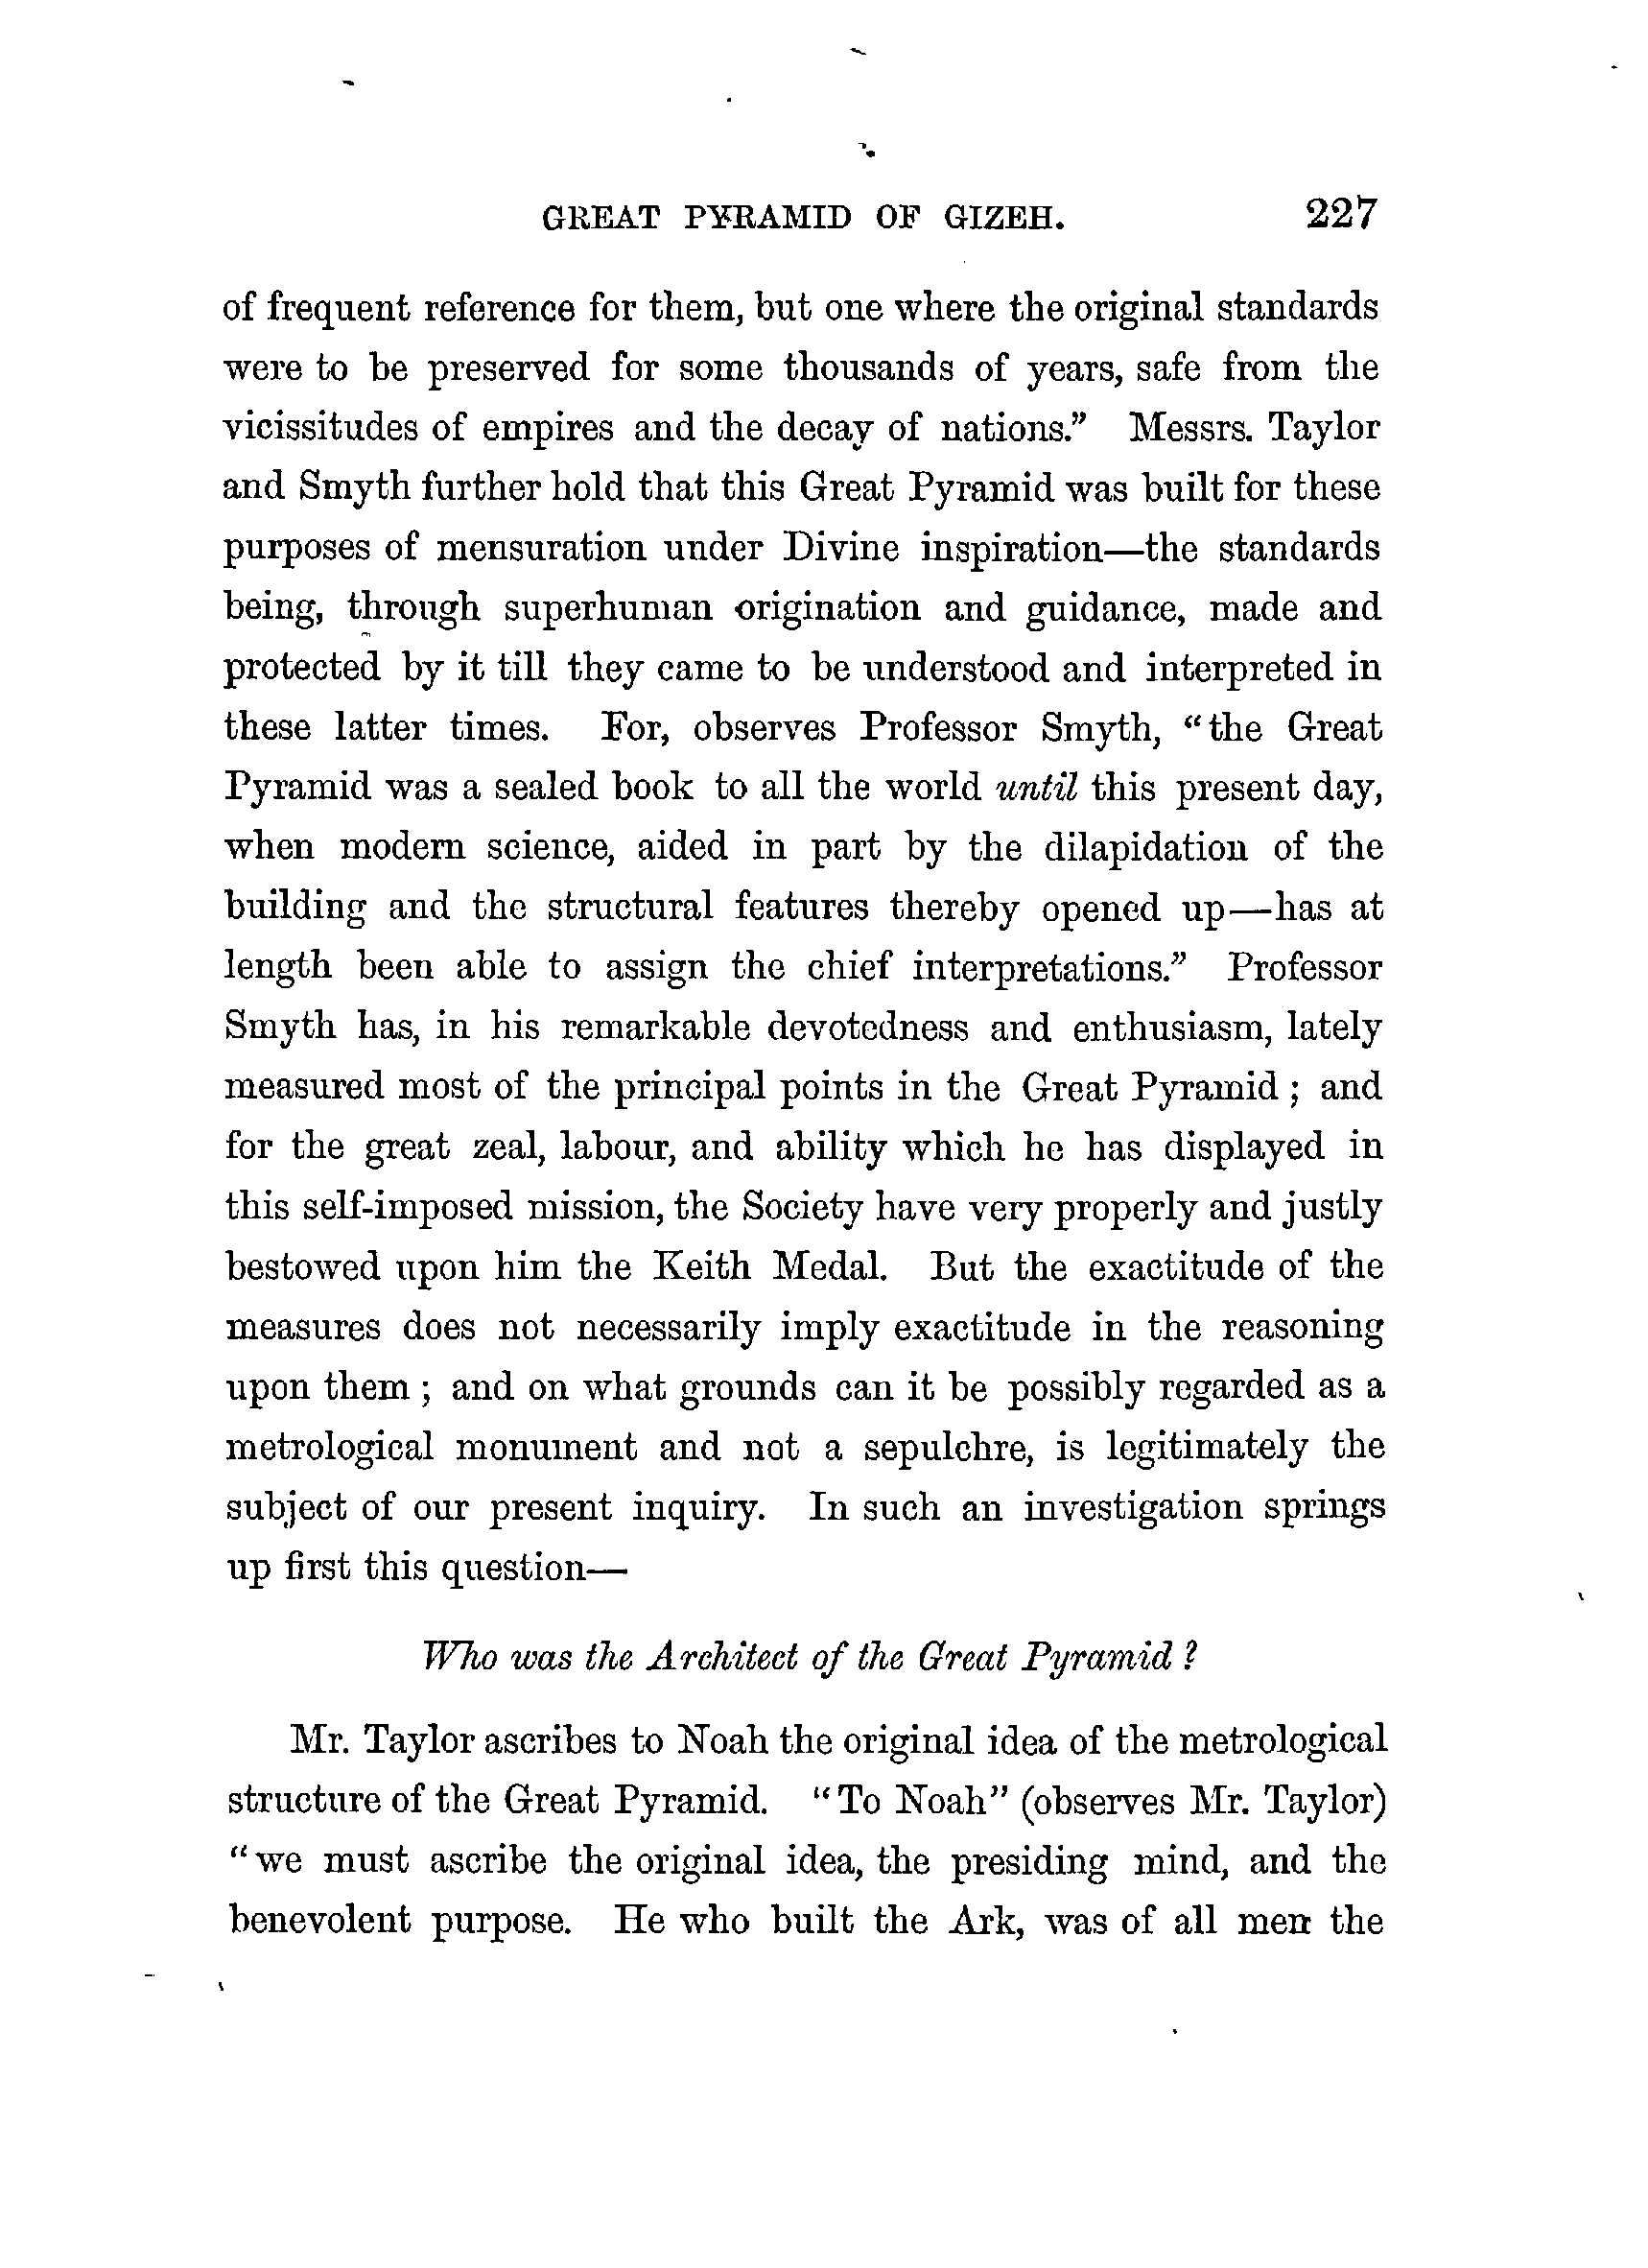 GREAT PYRAMID OF GIZEH. 227
of frequent reference for them, but one where the original standards
were to be preserved for some thousands of years, safe from the
vicissitudes of empires and the decay of nations.” Messrs. Taylor
and Smyth further hold that this Great Pyramid was built for these
purposes of mensuration under Divine inspiration—the standards
being, through superhuman origination and guidance, made and
protected by it till they came to be understood and interpreted in
these latter times. For, observes Professor Smyth, “the Great
Pyramid was a sealed book to all the world until this present day,
when modern science, aided in part by the dilapidation of the
building and the structural features thereby opened up—has at
length been able to assign the chief interpretations.” Professor
Smyth has, in his remarkable devotedness and enthusiasm, lately
measured most of the principal points in the Great Pyramid ; and
for the great zeal, labour, and ability which he has displayed in
this self-imposed mission, the Society have very properly and justly
bestowed upon him the Keith Medal. But the exactitude of the
measures does not necessarily imply exactitude in the reasoning
upon them ; and on what grounds can it be possibly regarded as a
metrological monument and not a sepulchre, is legitimately the
subject of our present inquiry. In such an investigation springs
up first this question—
Who was the Architect of the Great Pyramid ?
Mr. Taylor ascribes to Noah the original idea of the metrological
structure of the Great Pyramid. “To Noah” (observes Mr. Taylor)
“we must ascribe the original idea, the presiding mind, and the
benevolent purpose. He who built the Ark, was of all men the